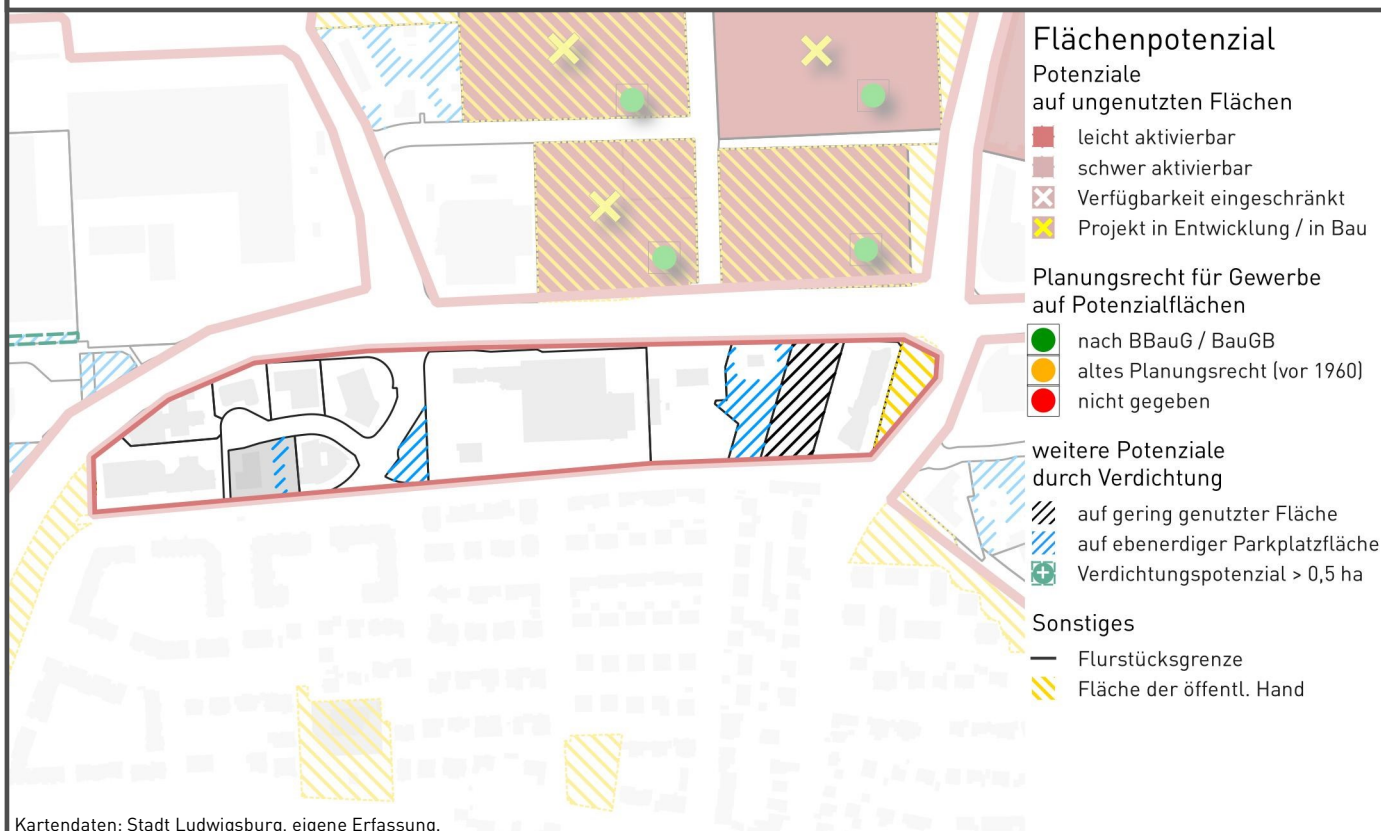 Flächenpotenzial
Potenziale
auf ungenutzten Flächen
leicht aktivierbar
schwer aktivierbar
Verfügbarkeit eingeschränkt
Projekt in Entwicklung / in Bau
Planungsrecht für Gewerbe
auf Potenzialflächen
nach BBauG / BauGB
altes Planungsrecht (vor 1960)
nicht gegeben
weitere Potenziale
durch Verdichtung
auf gering genutzter Fläche
auf ebenerdiger Parkplatzfläche
Verdichtungspotenzial > 0,5 ha
Sonstiges
Flurstücksgrenze
Fläche der öffentl. Hand
Kartendaten: Stadt Ludwigsburg, eigene Erfassung.